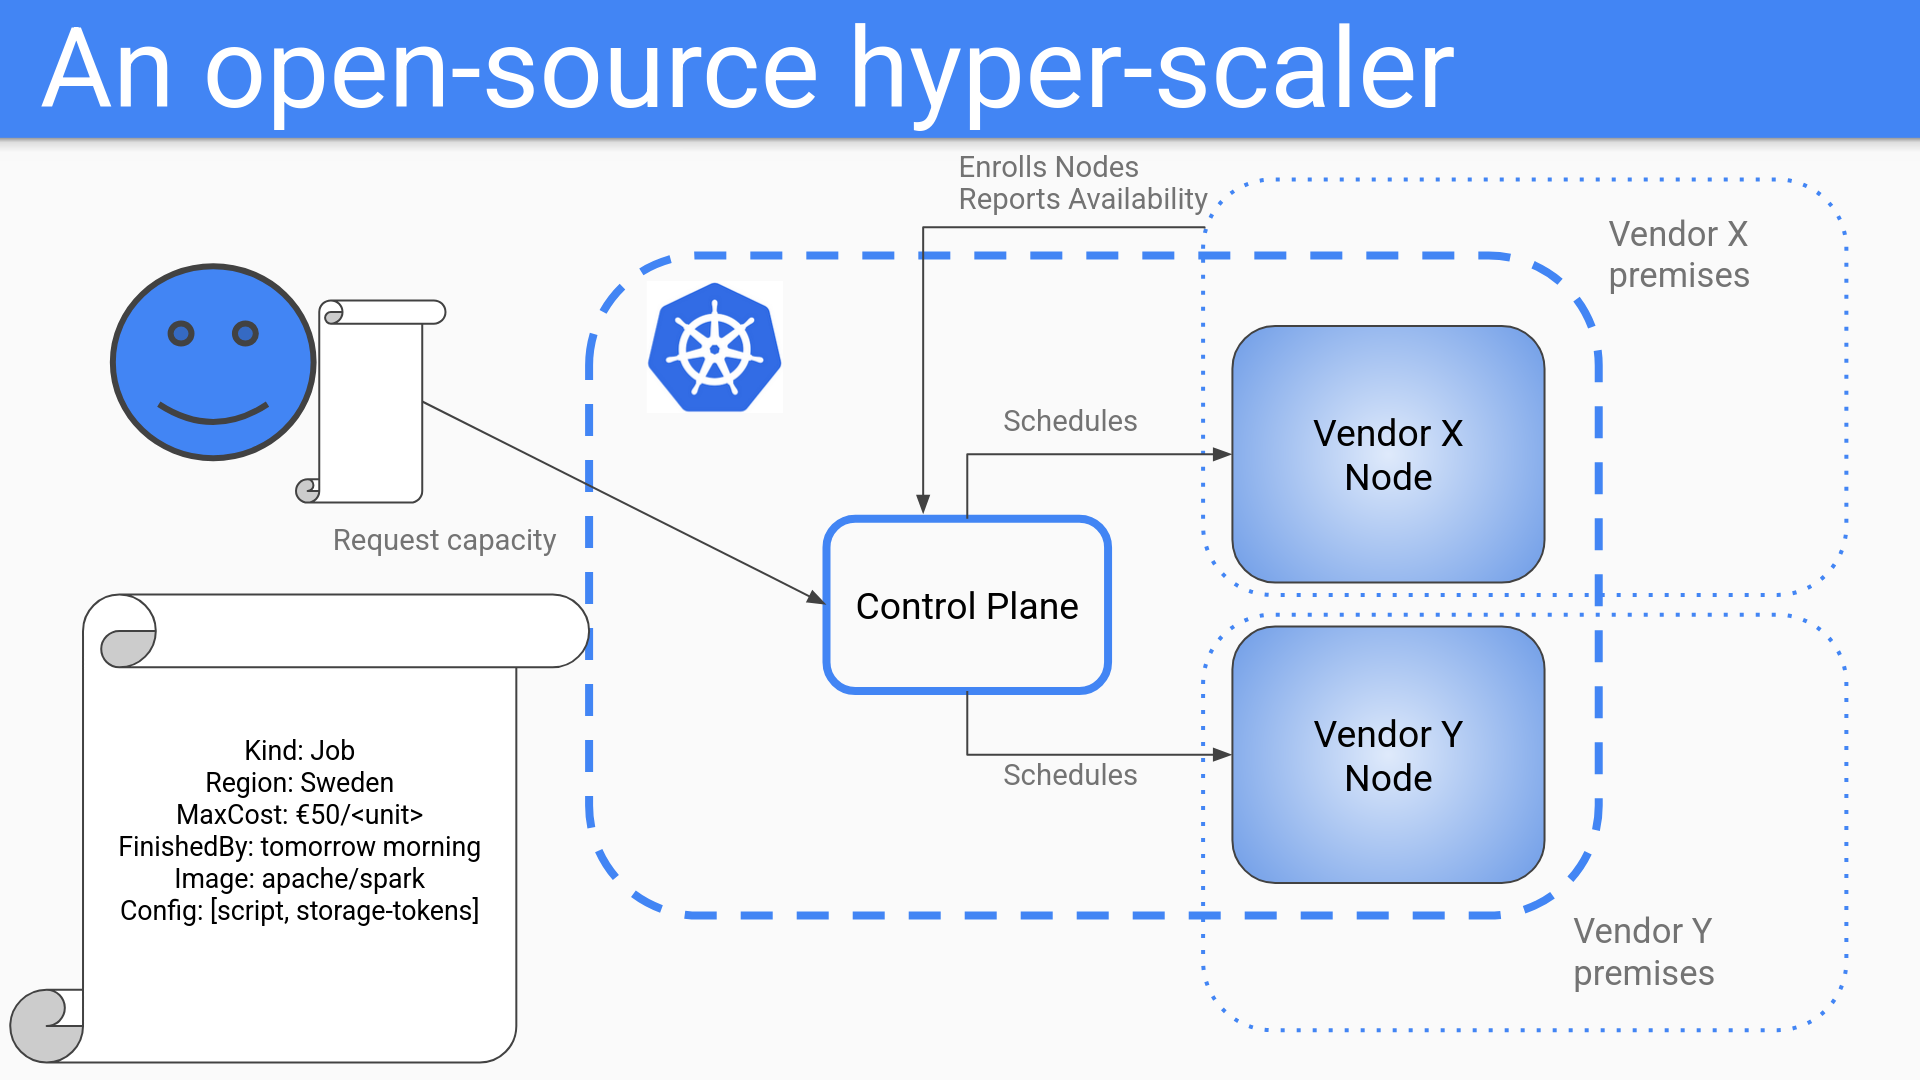 An open-source hyper-scaler
Enrolls Nodes
Reports Availability
Vendor X
premises
Schedules
Vendor X
Node
Request capacity
Control Plane
Kind: Job
Region: Sweden
MaxCost: €50/<unit>
FinishedBy: tomorrow morning
Image: apache/spark
Config: [script, storage-tokens]
Schedules
Vendor Y
Node
Vendor Y
premises